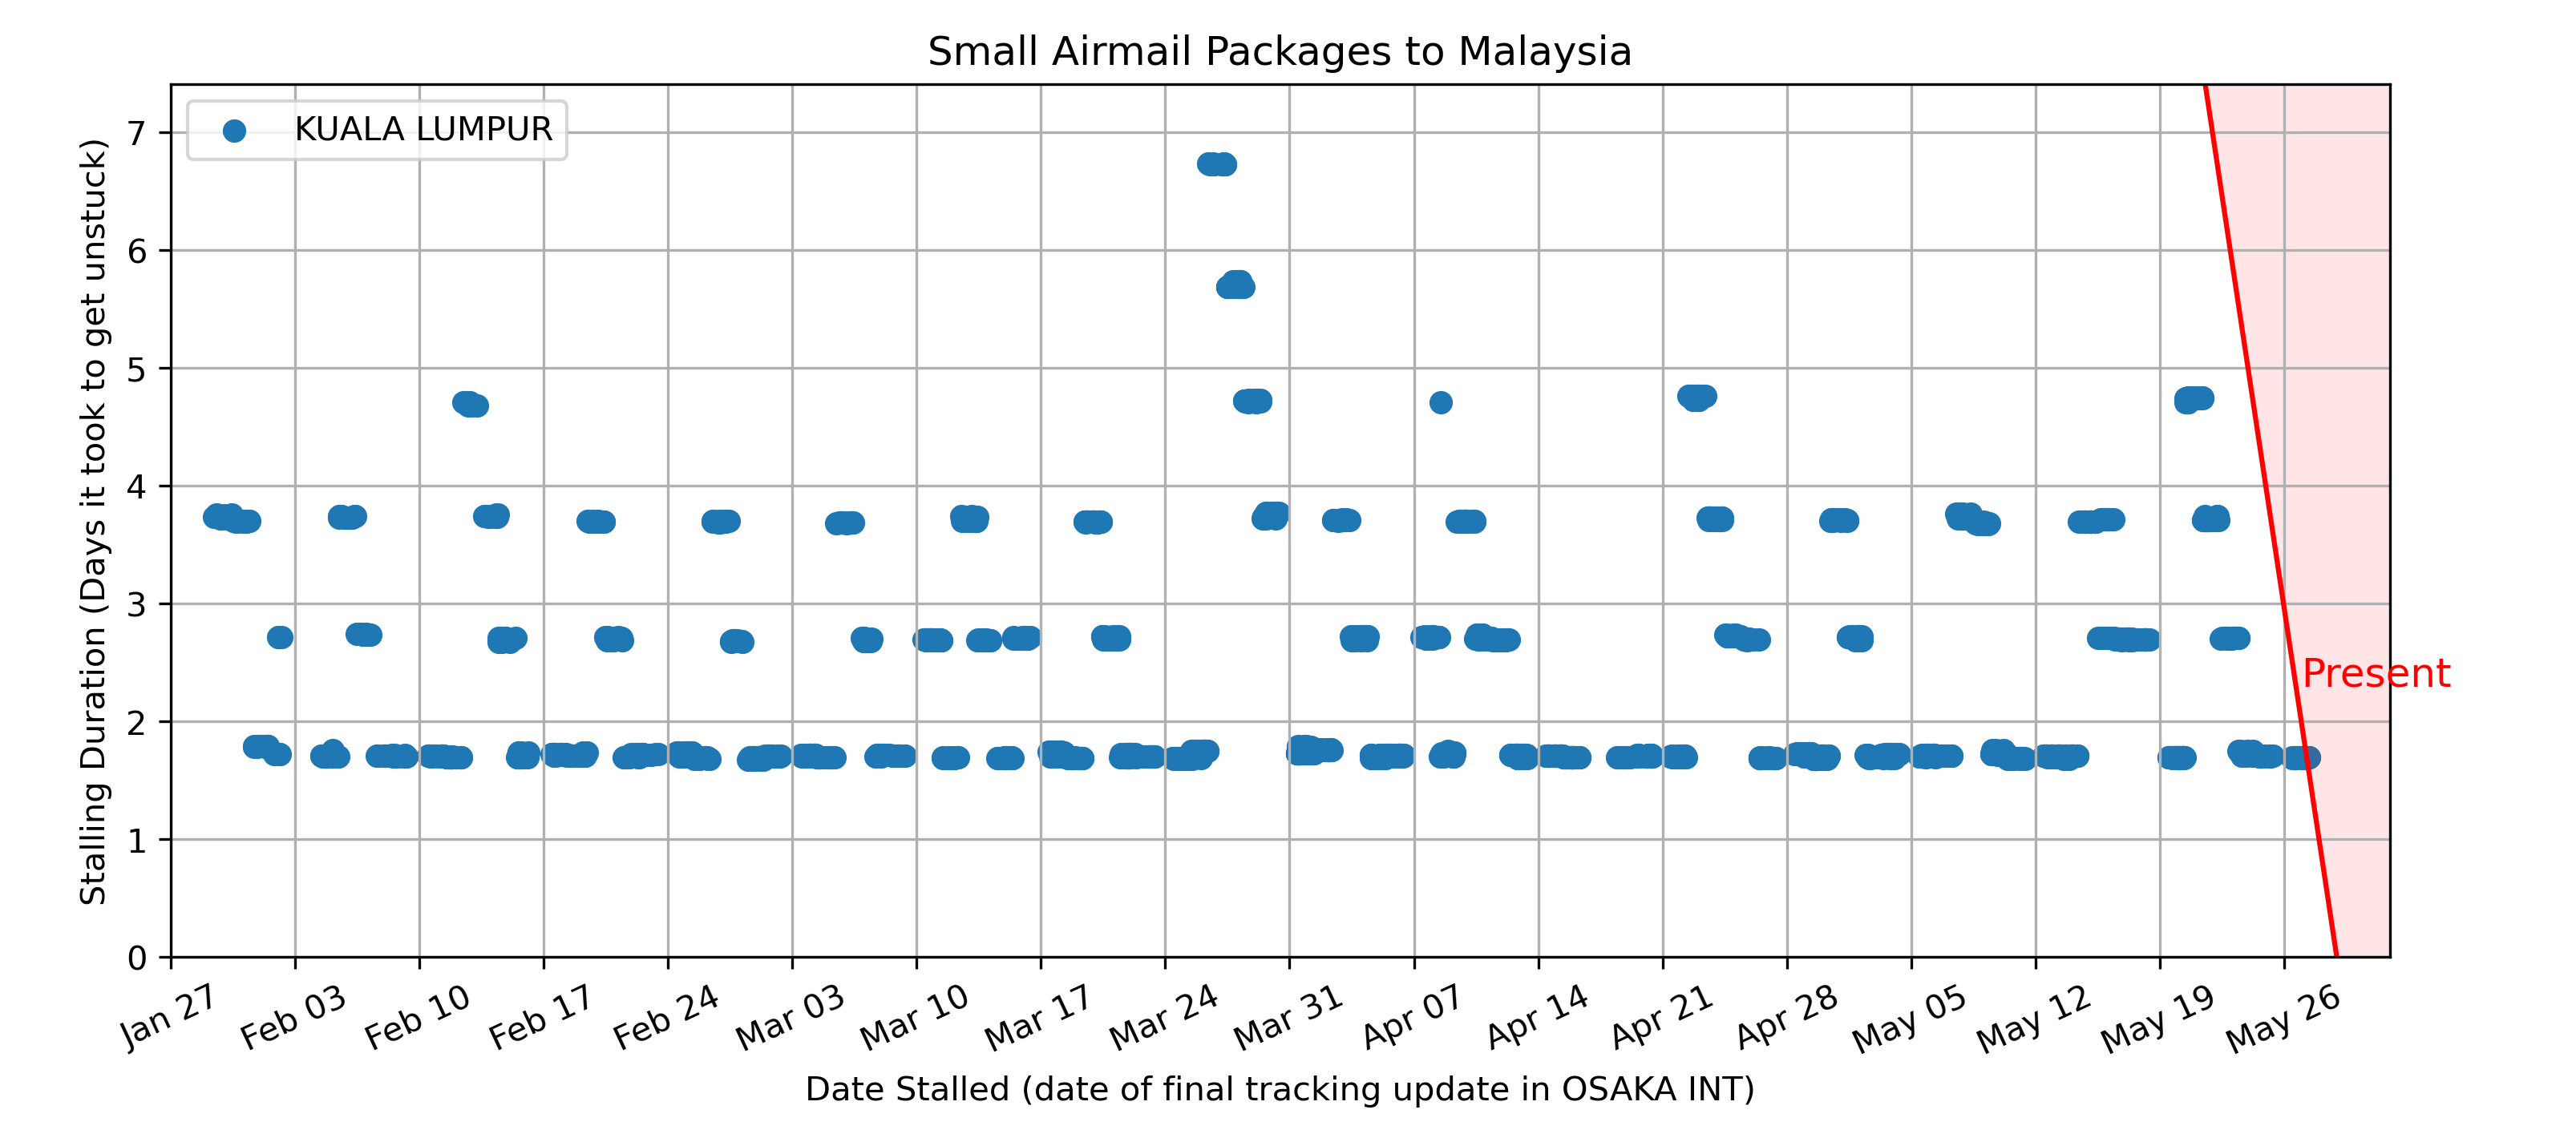 Small Airmail Packages to Malaysia
KUALA LUMPUR
Stalling Duration (Days it took to get unstuck)
7
6
5
4
3
2
1
0
Present
Jan 27
Feb 03
Feb 10
Feb 17
Feb 24
Mar 03
Mar 10
Mar 17
Mar 24
Mar 31
Apr 07
Apr 14
Apr 21
Apr 28
May 05
May 12
May 19
May 26
Date Stalled (date of final tracking update in OSAKA INT)